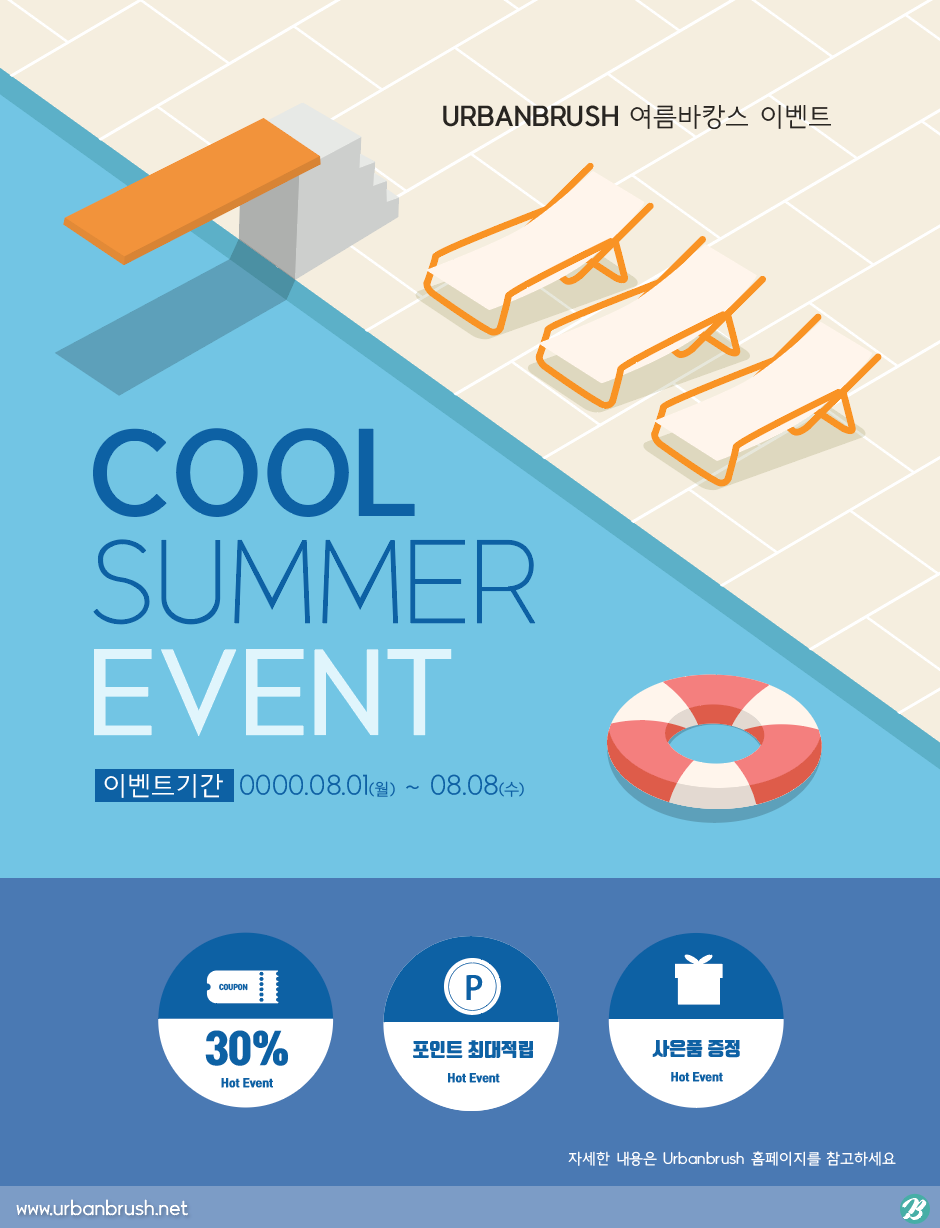 URBANBRUSH 여름바캉스 이벤트
COOL
SUMMER
EVENT
이벤트기간 0000.08.01(월) ~ 08.08(수)
COUPON
30%
Hot Event
P
포인트 최대적립
Hot Event
사은품 증정
Hot Event
자세한 내용은 Urbanbrush 홈페이지를 참고하세요
www.urbanbrush.net
B